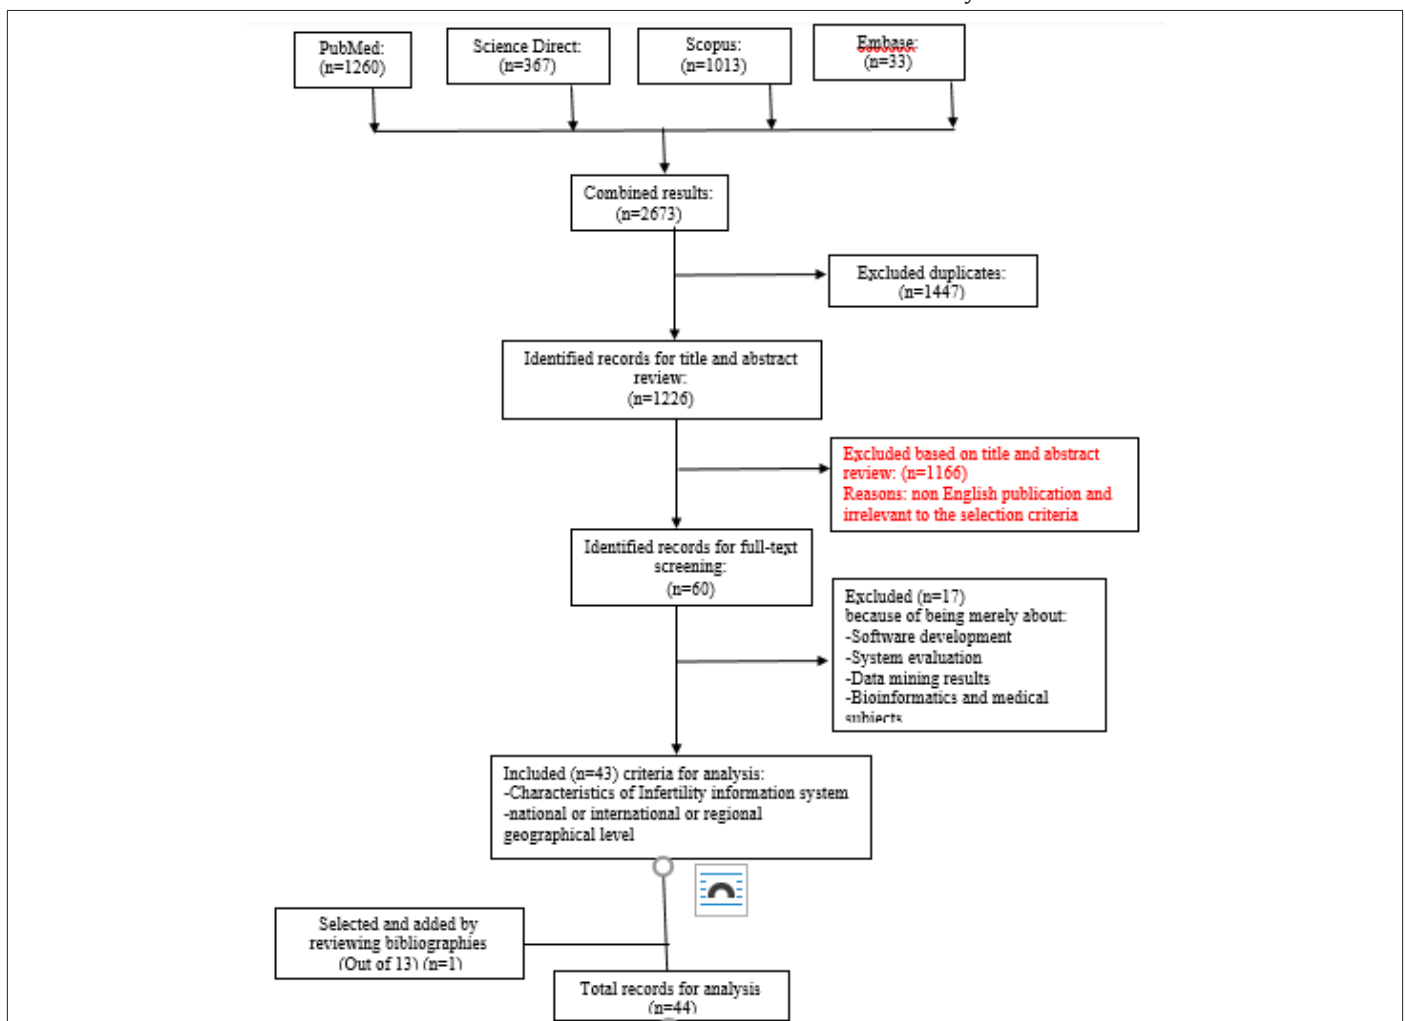 PubMed:
(n=1260)
Science Direct:
(n=367)
Scopus:
(n=1013)
Embase:
(n=33)
Combined results:
(n=2673)
Excluded duplicates:
(n=1447)
Identified records for title and abstract
review:
(n=1226)
Excluded based on title and abstract
review: (n=1166)
Reasons: non English publication and
irrelevant to the selection criteria
Identified records for full-text
screening:
(n=60)
Excluded (n=17)
because of being merely about:
-Software development
-System evaluation
-Data mining results
-Bioinformatics and medical
subjects
Included (n=43) criteria for analysis:
-Characteristics of Infertility information system
-national or international or regional
geographical level
Selected and added by
reviewing bibliographies
(Out of 13) (n=1)
Total records for analysis
(n=44)